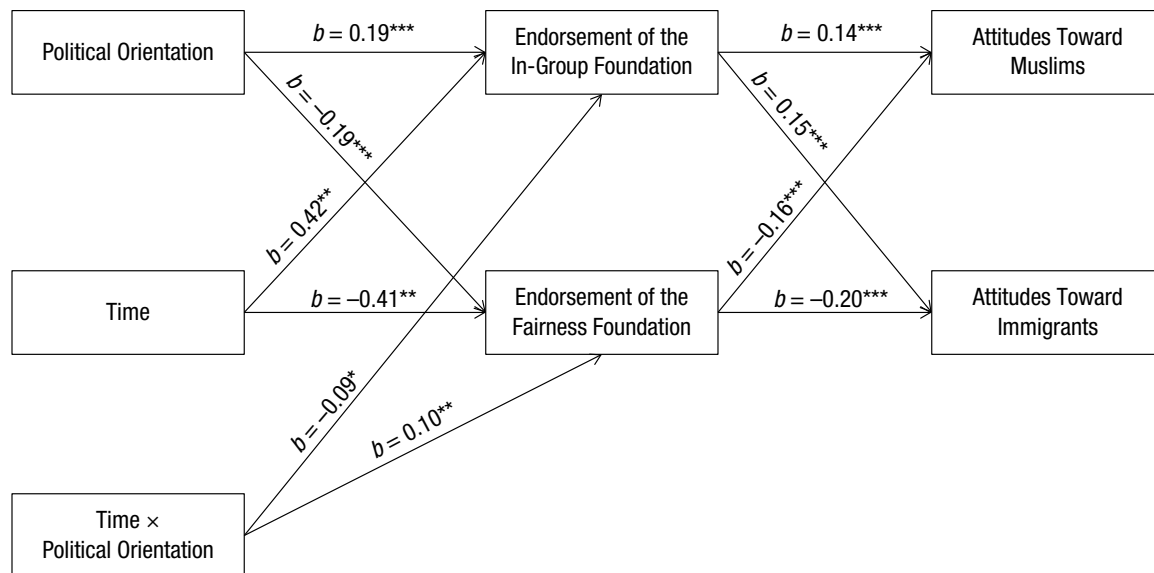 Political Orientation
b = 0.19***
Endorsement of the
In-Group Foundation
b = 0.14***
Attitudes Toward
Muslims
b = –0.19***
b = 0.15***
b = 0.42**
b = –0.16***
Time
b = –0.41**
Endorsement of the
Fairness Foundation
b = –0.20***
Attitudes Toward
Immigrants
b = –0.09*
b = 0.10**
Time ×
Political Orientation